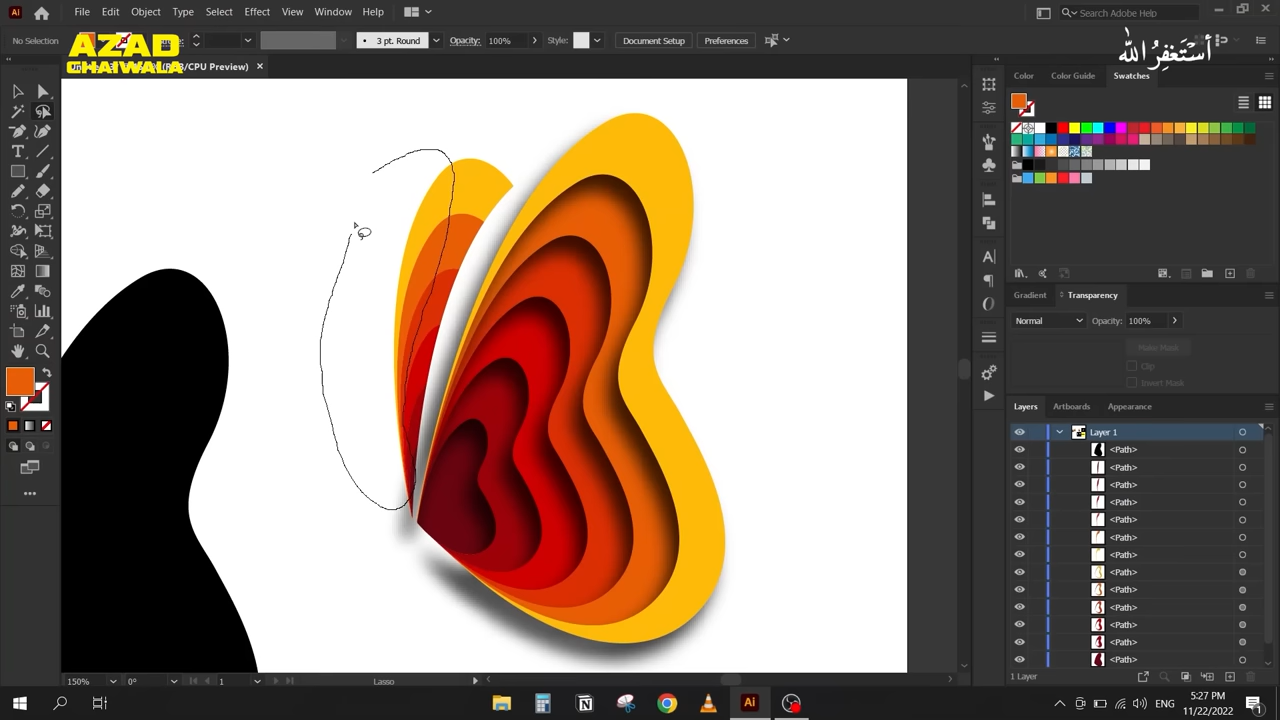 File Edit Object Type Select Effect View Window Help
Search Adobe Help
No Selection
3 pt. Round
Opacity: 100%
Style:
Document Setup
Preferences
AZAD
CHAIWALA
أستغفر الله
/CPU Preview)
Color Color Guide Swatches
Gradient Transparency
Normal
Opacity: 100%
Make Mask
Clip
Invert Mask
Layers Artboards Appearance
Layer 1
<Path>
<Path>
<Path>
<Path>
<Path>
<Path>
<Path>
<Path>
<Path>
<Path>
<Path>
<Path>
<Path>
1 Layer
150% 0° 1 Lasso
ENG
5:27 PM
11/22/2022